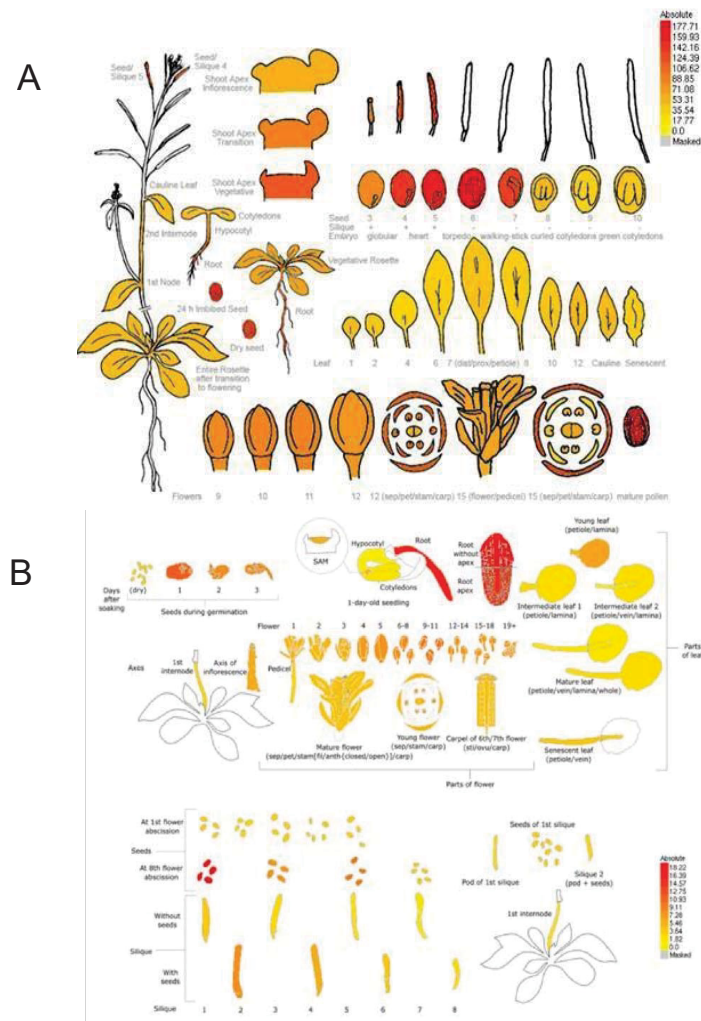 A
Seed/
Silique 5
Seed/
Silique 4
Shoot Apex
Inflorescence
Shoot Apex
Transition
Shoot Apex
Vegetative
Cauline Leaf
2nd Internode
1st Node
Cotyledons
Hypocotyl
Root
24 h Imbibed Seed
Dry seed
Vegetative Rosette
Root
Entire Rosette
after transition
to flowering
Absolute
177.71
159.93
142.16
124.39
106.62
88.85
71.08
53.31
35.54
17.77
0.0
Masked
Seed 3 4 5 6 7 8 9 10
Silique + + + - - - - -
Embryo globular heart torpedo walking-stick curled cotyledons green cotyledons
Leaf 1 2 4 6 7 (dist/prox/petiole) 8 10 12 Cauline Senescent
Flowers 9 10 11 12 12 (sep/pet/stam/carp) 15 (flower/pedicel) 15 (sep/pet/stam/carp) mature pollen
B
Days
after
soaking
(dry) 1 2 3
Seeds during germination
SAM
Hypocotyl
Root
Cotyledons
1-day-old seedling
Root
without
apex
Root
apex
Young leaf
(petiole/lamina)
Intermediate leaf 1
(petiole/lamina)
Intermediate leaf 2
(petiole/vein/lamina)
Parts
of leaf
Mature leaf
(petiole/vein/lamina/whole)
Senescent leaf
(petiole/vein)
Flower 1 2 3 4 5 6-8 9-11 12-14 15-18 19+
Pedicel
Axes
1st
internode
Axis of
inflorescence
Mature flower
(sep/pet/stam[fil/anth{closed/open}]/carp)
Young flower
(sep/stam/carp)
Carpel of 6th/7th flower
(sti/ovu/carp)
Parts of flower
At 1st flower
abscission
Seeds
At 8th flower
abscission
Without
seeds
Silique
With
seeds
Silique 1 2 3 4 5 6 7 8
Seeds of 1st silique
Pod of 1st silique
Silique 2
(pod + seeds)
1st internode
Absolute
18.22
16.39
14.57
12.75
10.93
9.11
7.28
5.46
3.64
1.82
0.0
Masked